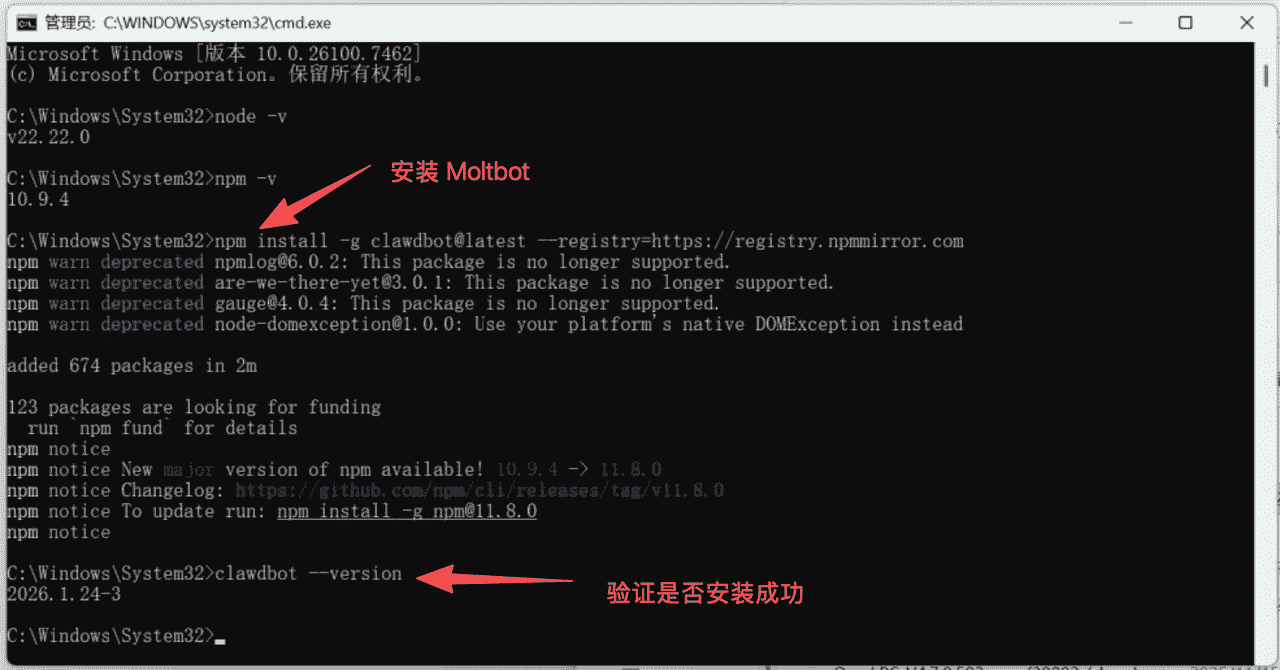 管理员: C:\WINDOWS\system32\cmd.exe
Microsoft Windows [版本 10.0.26100.7462]
(c) Microsoft Corporation。保留所有权利。
C:\Windows\System32>node -v
v22.22.0
安装 Moltbot
C:\Windows\System32>npm -v
10.9.4
C:\Windows\System32>npm install -g clawdbot@latest --registry=https://registry.npmmirror.com
npm warn deprecated npmlog@6.0.2: This package is no longer supported.
npm warn deprecated are-we-there-yet@3.0.1: This package is no longer supported.
npm warn deprecated gauge@4.0.4: This package is no longer supported.
npm warn deprecated node-domexception@1.0.0: Use your platform's native DOMException instead
added 674 packages in 2m
123 packages are looking for funding
run `npm fund` for details
npm notice
npm notice New major version of npm available! 10.9.4 -> 11.8.0
npm notice Changelog: https://github.com/npm/cli/releases/tag/v11.8.0
npm notice To update run: npm install -g npm@11.8.0
npm notice
C:\Windows\System32>clawdbot --version
2026.1.24-3
验证是否安装成功
C:\Windows\System32>